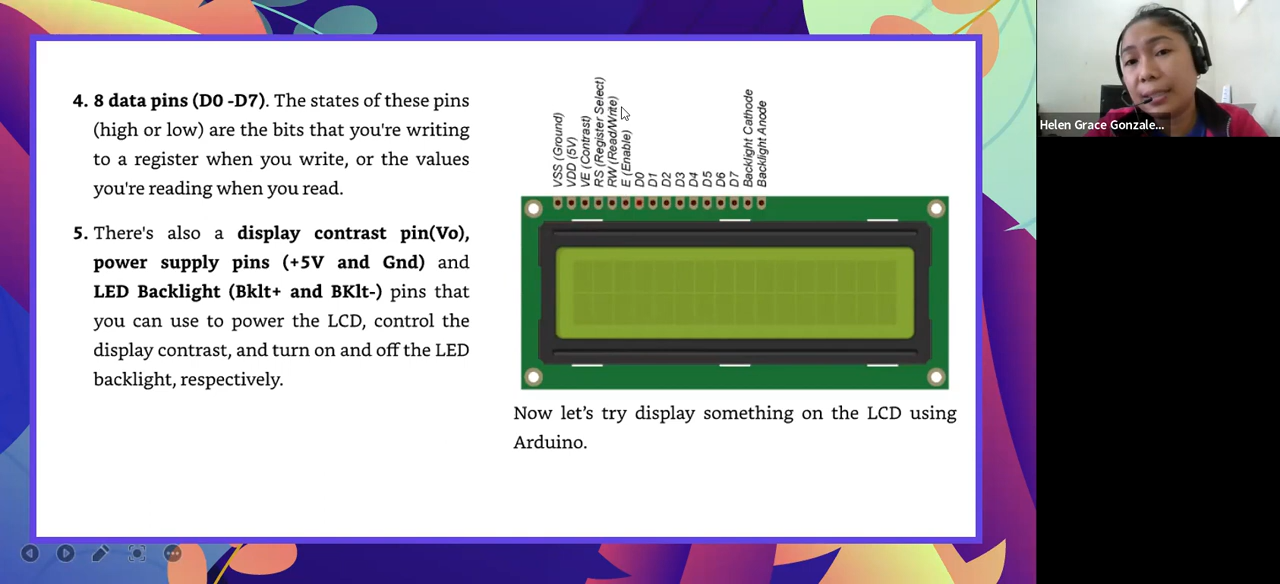 4. 8 data pins (D0 -D7). The states of these pins
(high or low) are the bits that you're writing
to a register when you write, or the values
you're reading when you read.
5. There's also a display contrast pin(Vo),
power supply pins (+5V and Gnd) and
LED Backlight (Bklt+ and BKlt-) pins that
you can use to power the LCD, control the
display contrast, and turn on and off the LED
backlight, respectively.
VSS (Ground)
VDD (5V)
VE (Contrast)
RS (Register Select)
RW (Read/Write)
E (Enable)
D0
D1
D2
D3
D4
D5
D6
D7
Backlight Cathode
Backlight Anode
Now let’s try display something on the LCD using
Arduino.
Helen Grace Gonzale...